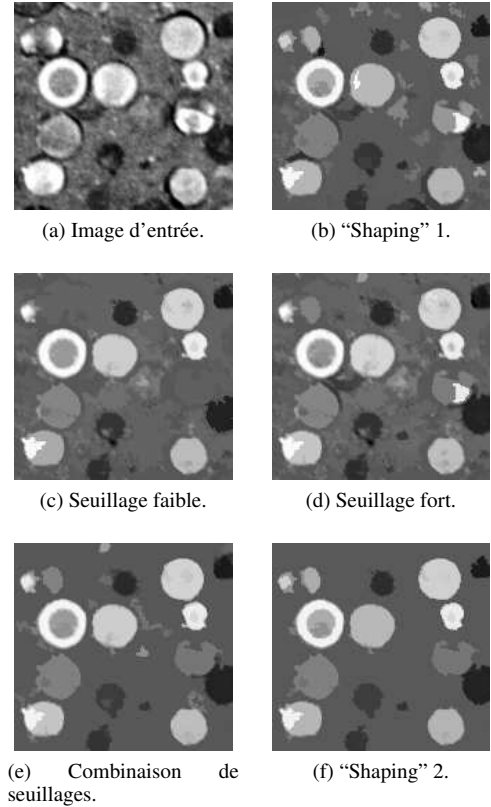 (a) Image d'entrée.
(b) “Shaping” 1.
(c) Seuillage faible.
(d) Seuillage fort.
(e) Combinaison de
seuillages.
(f) “Shaping” 2.